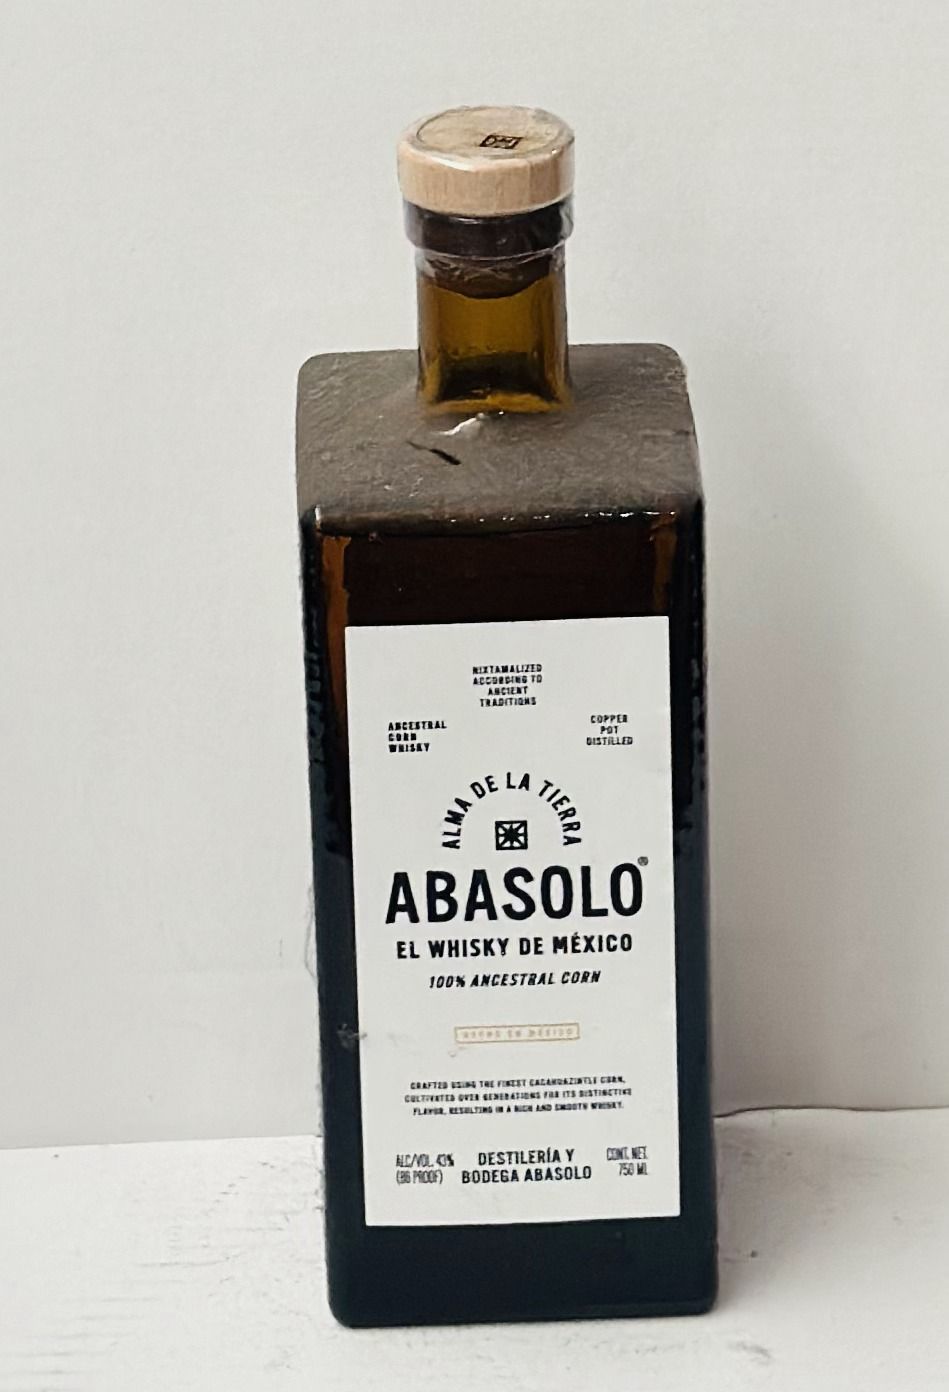 NIXTAMALIZED
ACCORDING TO
ANCIENT
TRADITIONS
ANCESTRAL
CORN
WHISKY
COPPER
POT
DISTILLED
ALMA DE LA TIERRA
ABASOLO®
EL WHISKY DE MÉXICO
100% ANCESTRAL CORN
HECHO EN MÉXICO
CRAFTED USING THE FINEST CACAHUAZINTLE CORN,
CULTIVATED OVER GENERATIONS FOR ITS DISTINCTIVE
FLAVOR, RESULTING IN A RICH AND SMOOTH WHISKY.
ALC/VOL. 43%
(86 PROOF)
DESTILERÍA Y
BODEGA ABASOLO
CONT. NET.
750 ML